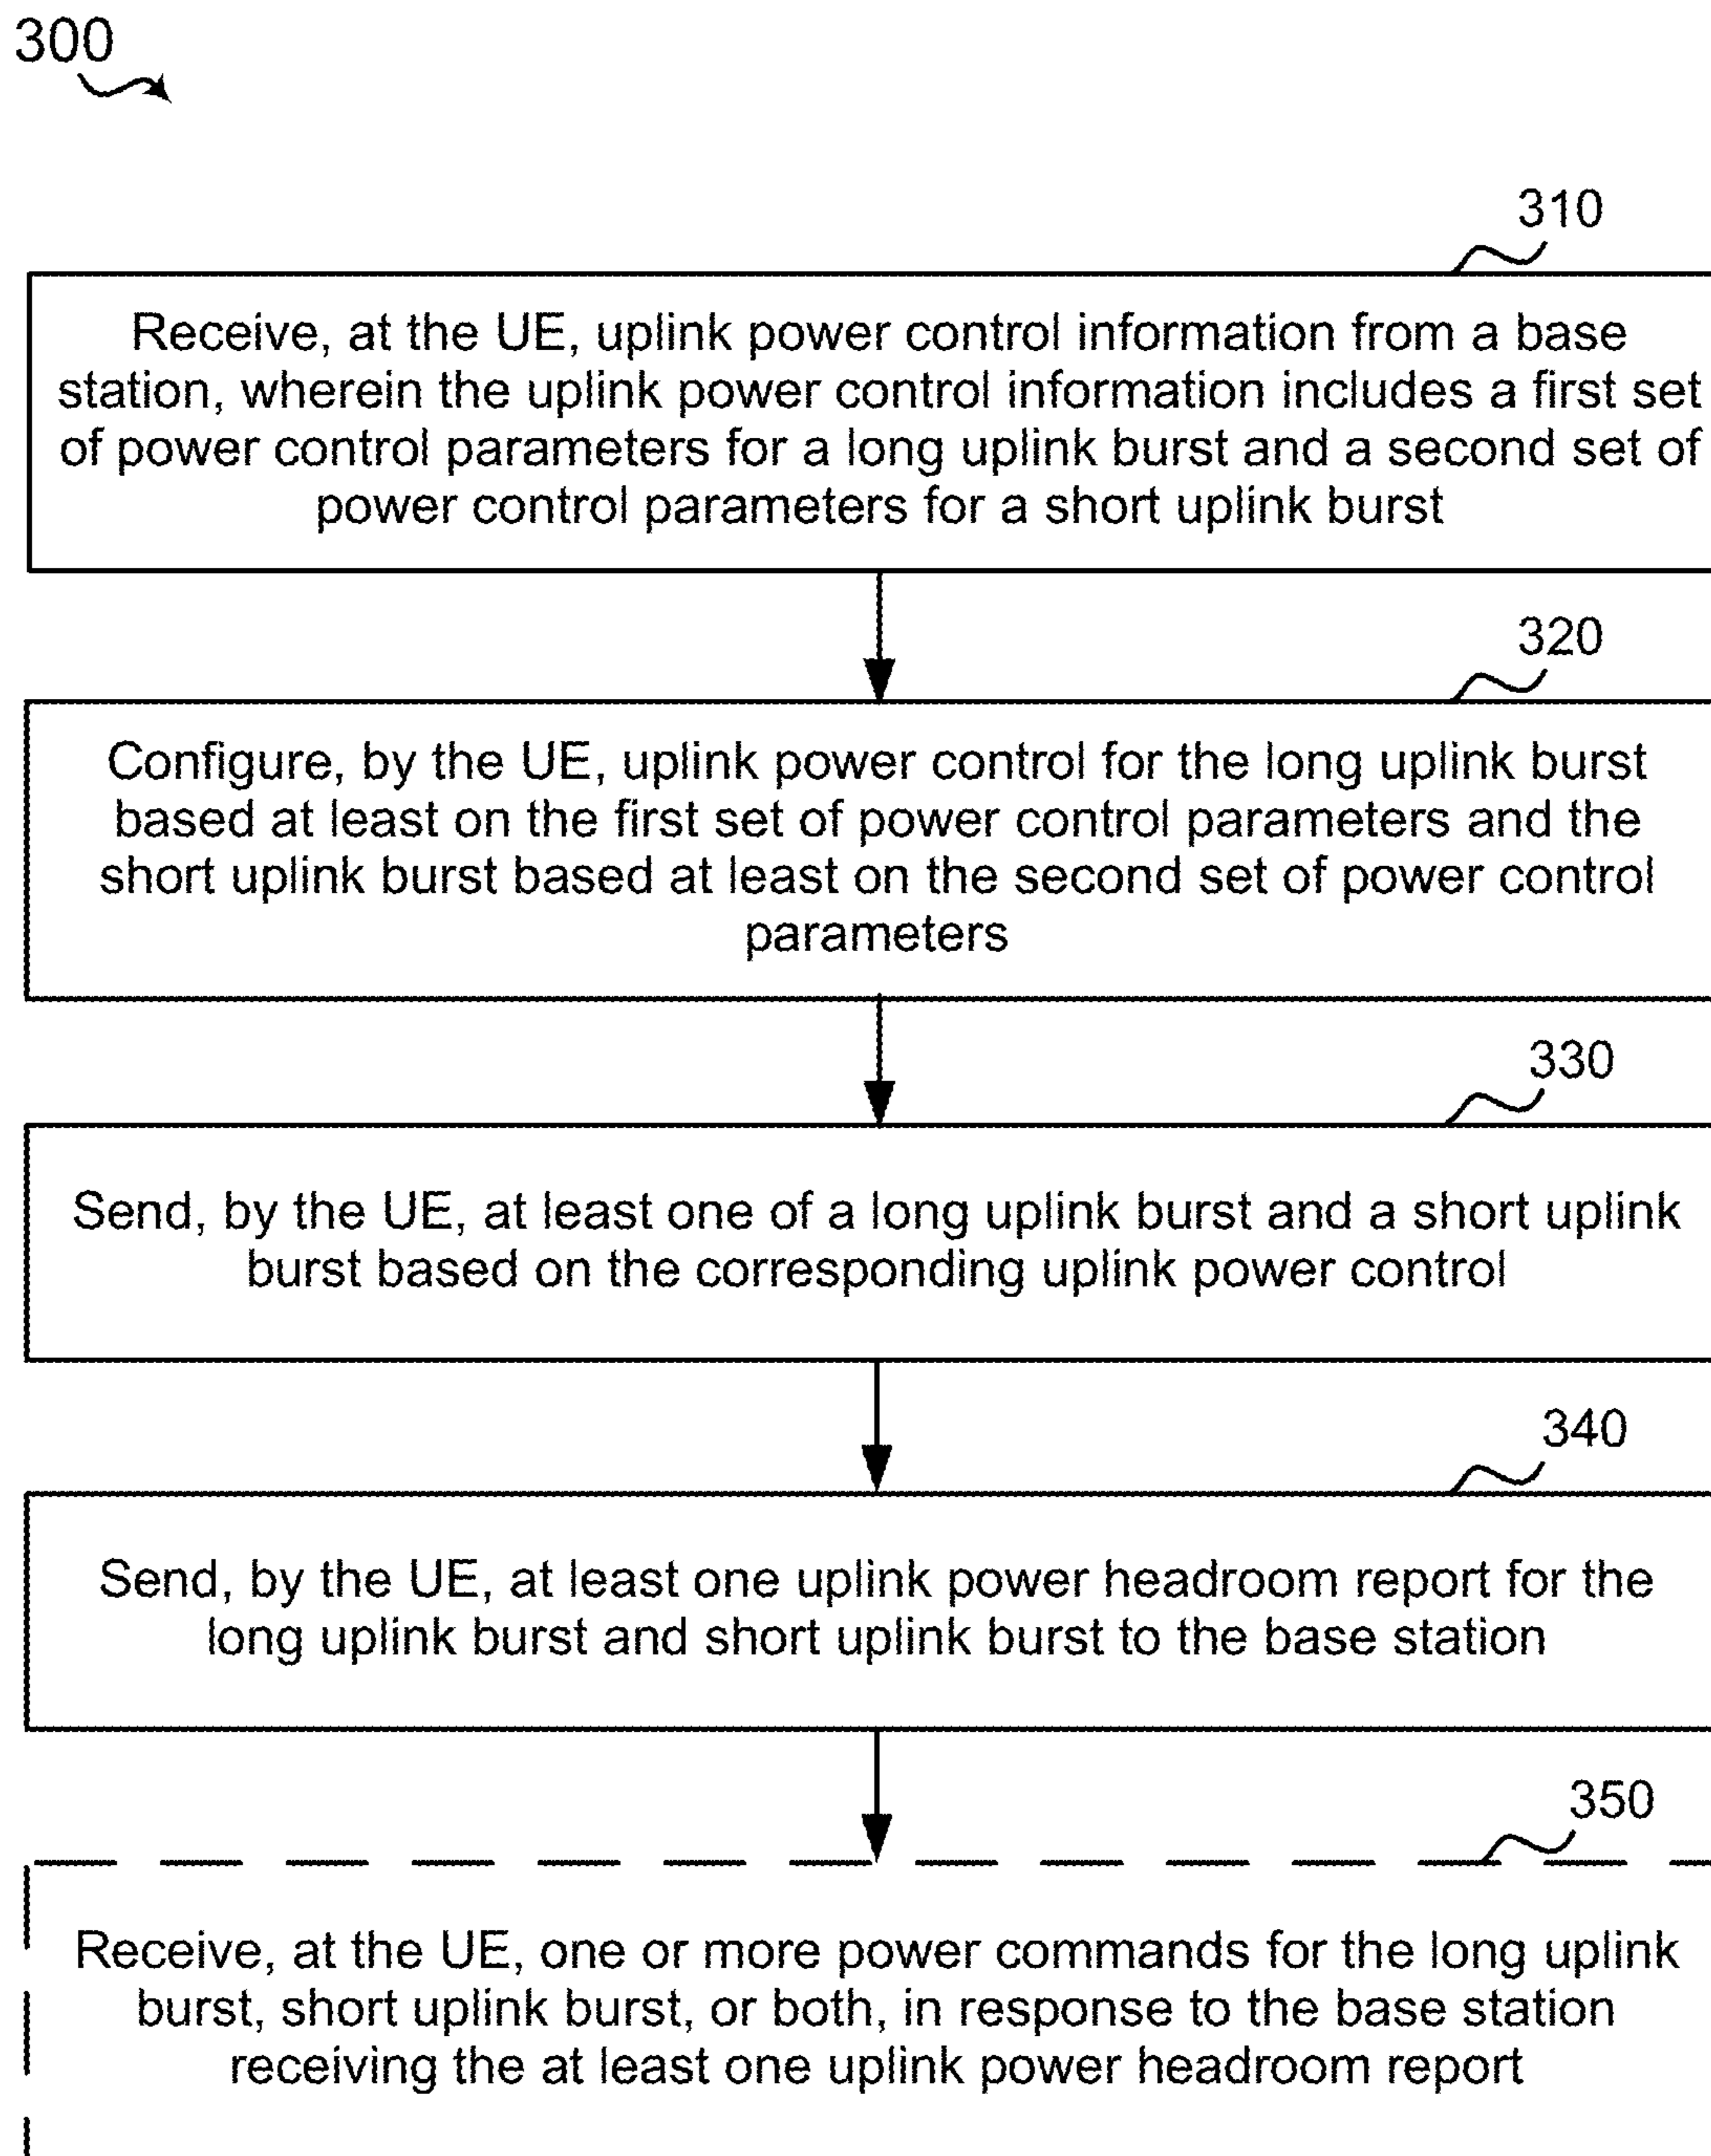 300
310
Receive, at the UE, uplink power control information from a base
station, wherein the uplink power control information includes a first set
of power control parameters for a long uplink burst and a second set of
power control parameters for a short uplink burst
320
Configure, by the UE, uplink power control for the long uplink burst
based at least on the first set of power control parameters and the
short uplink burst based at least on the second set of power control
parameters
330
Send, by the UE, at least one of a long uplink burst and a short uplink
burst based on the corresponding uplink power control
340
Send, by the UE, at least one uplink power headroom report for the
long uplink burst and short uplink burst to the base station
350
Receive, at the UE, one or more power commands for the long uplink
burst, short uplink burst, or both, in response to the base station
receiving the at least one uplink power headroom report